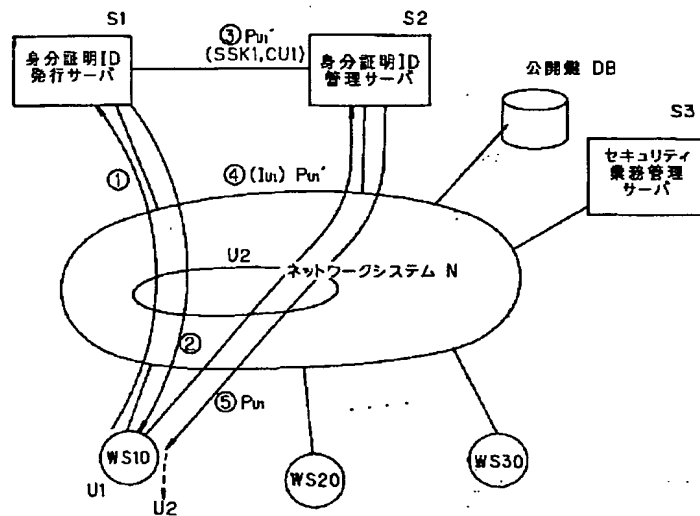 S1
身分証明ID
発行サーバ
③ PU1'
(SSK1,CU1)
S2
身分証明ID
管理サーバ
公開盤 DB
S3
セキュリティ
業務管理
サーバ
①
④ (IU1) PU1'
U2
ネットワークシステム N
②
⑤ PU1
WS10
U1
U2
WS20
WS30